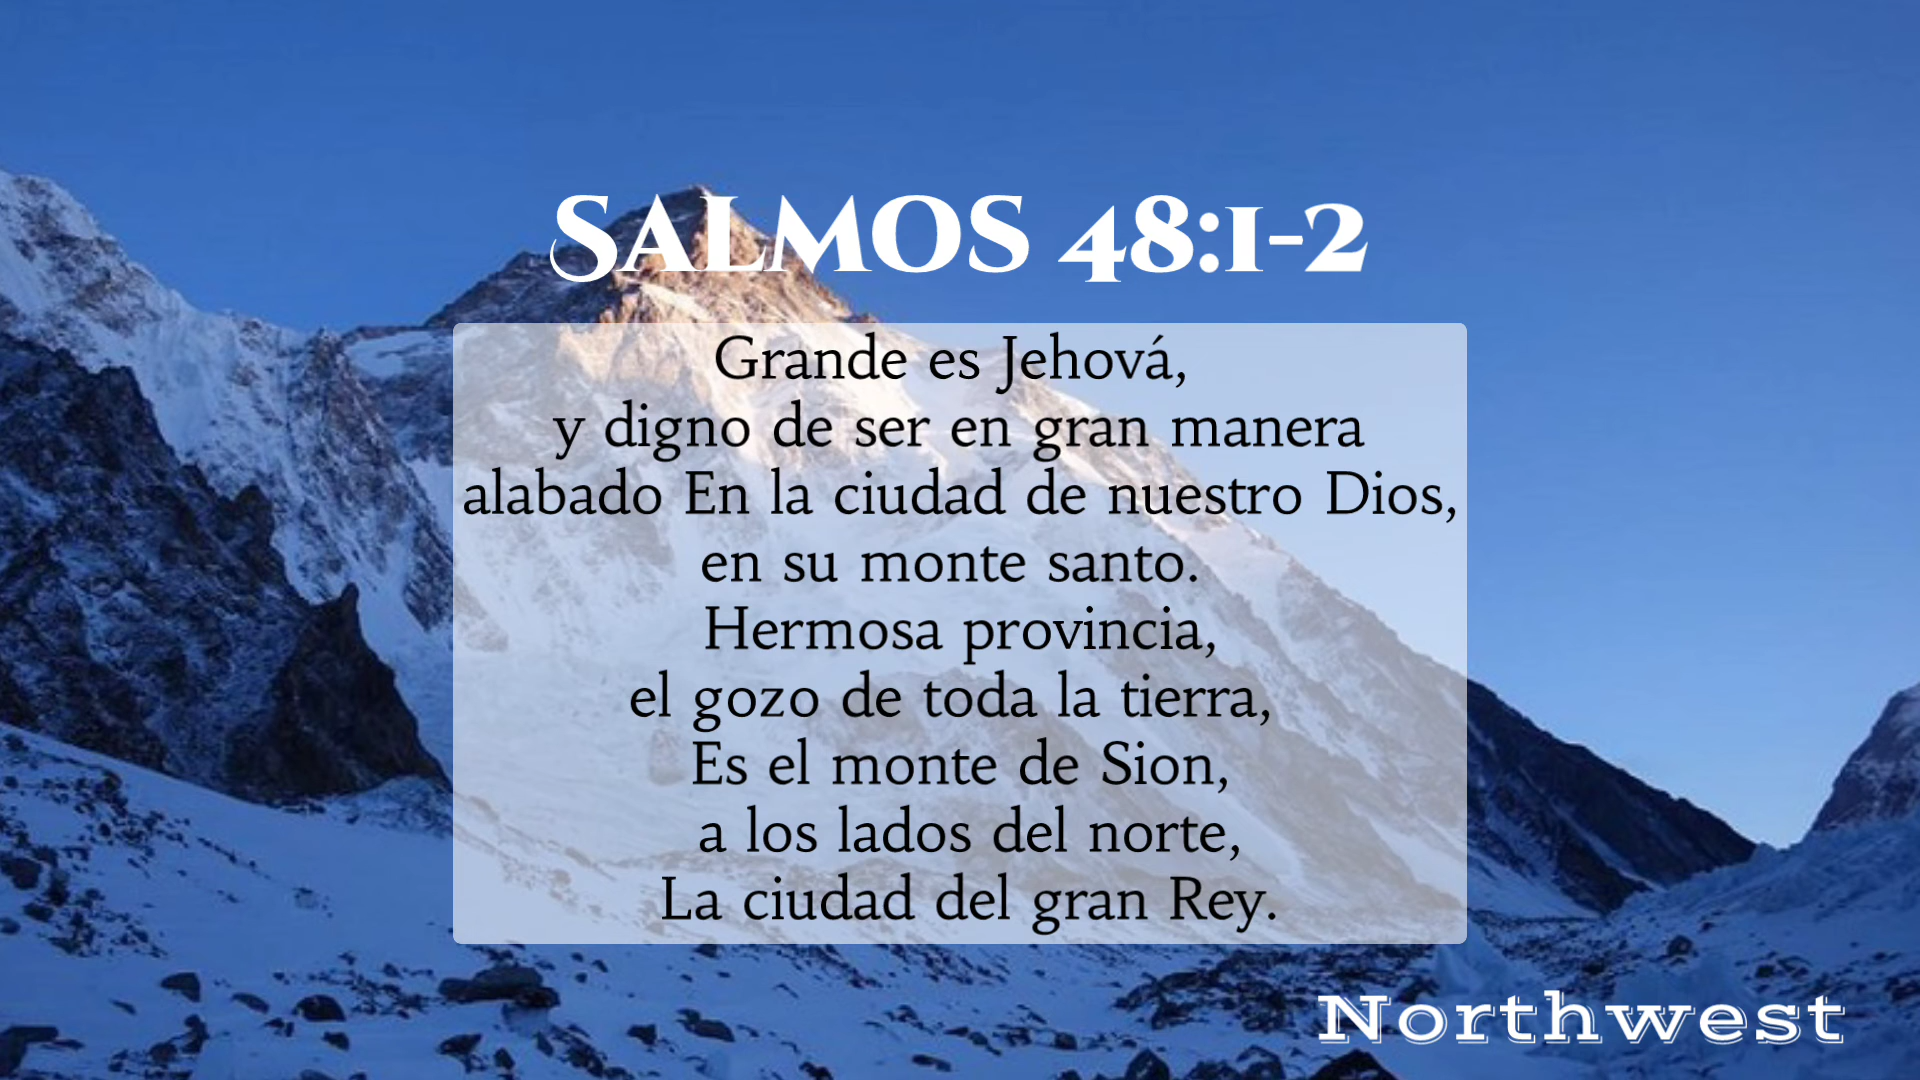 Salmos 48:1-2
Grande es Jehová,
y digno de ser en gran manera
alabado En la ciudad de nuestro Dios,
en su monte santo.
Hermosa provincia,
el gozo de toda la tierra,
Es el monte de Sion,
a los lados del norte,
La ciudad del gran Rey.
Northwest